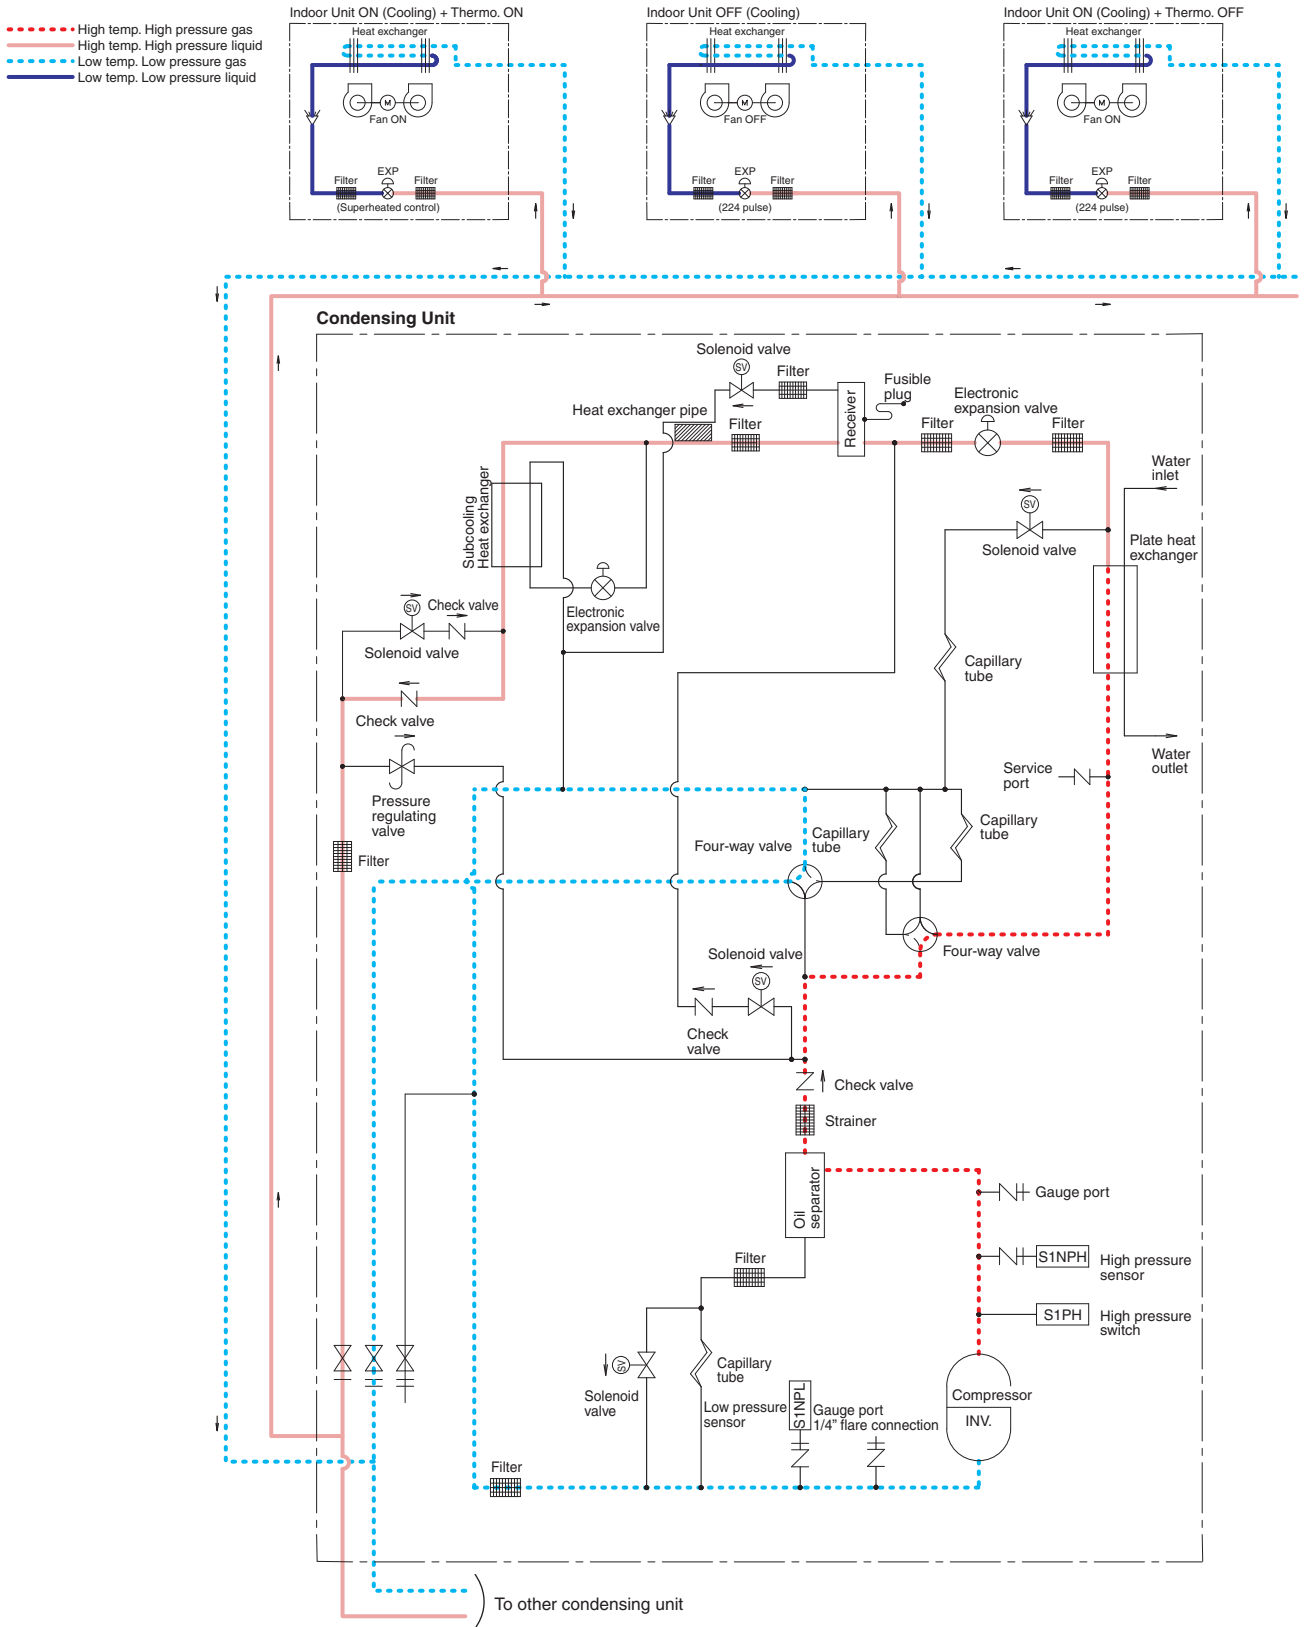 Indoor Unit ON (Cooling) + Thermo. ON
Indoor Unit OFF (Cooling)
Indoor Unit ON (Cooling) + Thermo. OFF
High temp. High pressure gas
High temp. High pressure liquid
Low temp. Low pressure gas
Low temp. Low pressure liquid
Heat exchanger
M
Fan ON
Filter
EXP
Filter
(Superheated control)
Heat exchanger
M
Fan OFF
Filter
EXP
Filter
(224 pulse)
Heat exchanger
M
Fan ON
Filter
EXP
Filter
(224 pulse)
Condensing Unit
Solenoid valve
SV
Filter
Receiver
Fusible
plug
Electronic
expansion valve
Heat exchanger pipe
Filter
Filter
Filter
Water
inlet
Subcooling
Heat exchanger
SV
Solenoid valve
Plate heat
exchanger
Electronic
expansion valve
SV
Check valve
Solenoid valve
Capillary
tube
Check valve
Water
outlet
Service
port
Pressure
regulating
valve
Filter
Four-way valve
Capillary
tube
Capillary
tube
Four-way valve
Solenoid valve
SV
Check
valve
Check valve
Strainer
Oil
separator
Gauge port
Filter
S1NPH
High pressure
sensor
S1PH
High pressure
switch
SV
Solenoid
valve
Capillary
tube
Low pressure
sensor
S1NPL
Gauge port
1/4" flare connection
Compressor
INV.
Filter
To other condensing unit